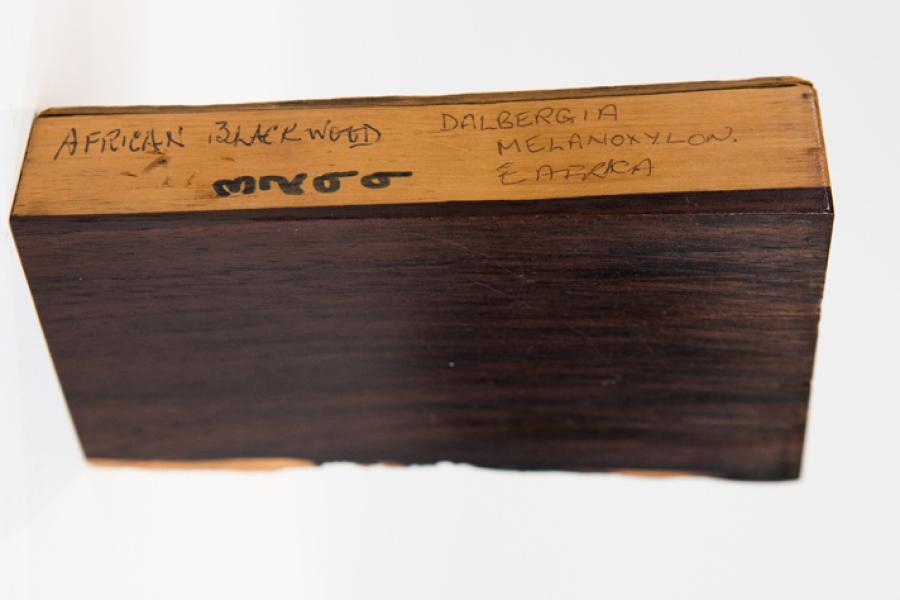 AFRICAN BLACKWOOD
DALBERGIA
MELANOXYLON.
E AFRICA